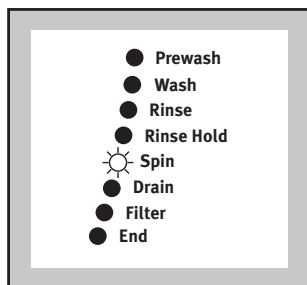 Prewash
Wash
Rinse
Rinse Hold
Spin
Drain
Filter
End